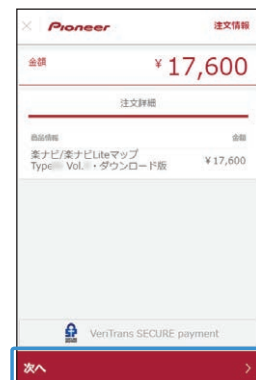 × Pioneer 注文情報
金額 ¥ 17,600
注文詳細
商品情報 金額
楽ナビ/楽ナビLiteマップ
Type Vol. ・ダウンロード版 ¥17,600
VeriTrans SECURE payment
次へ >